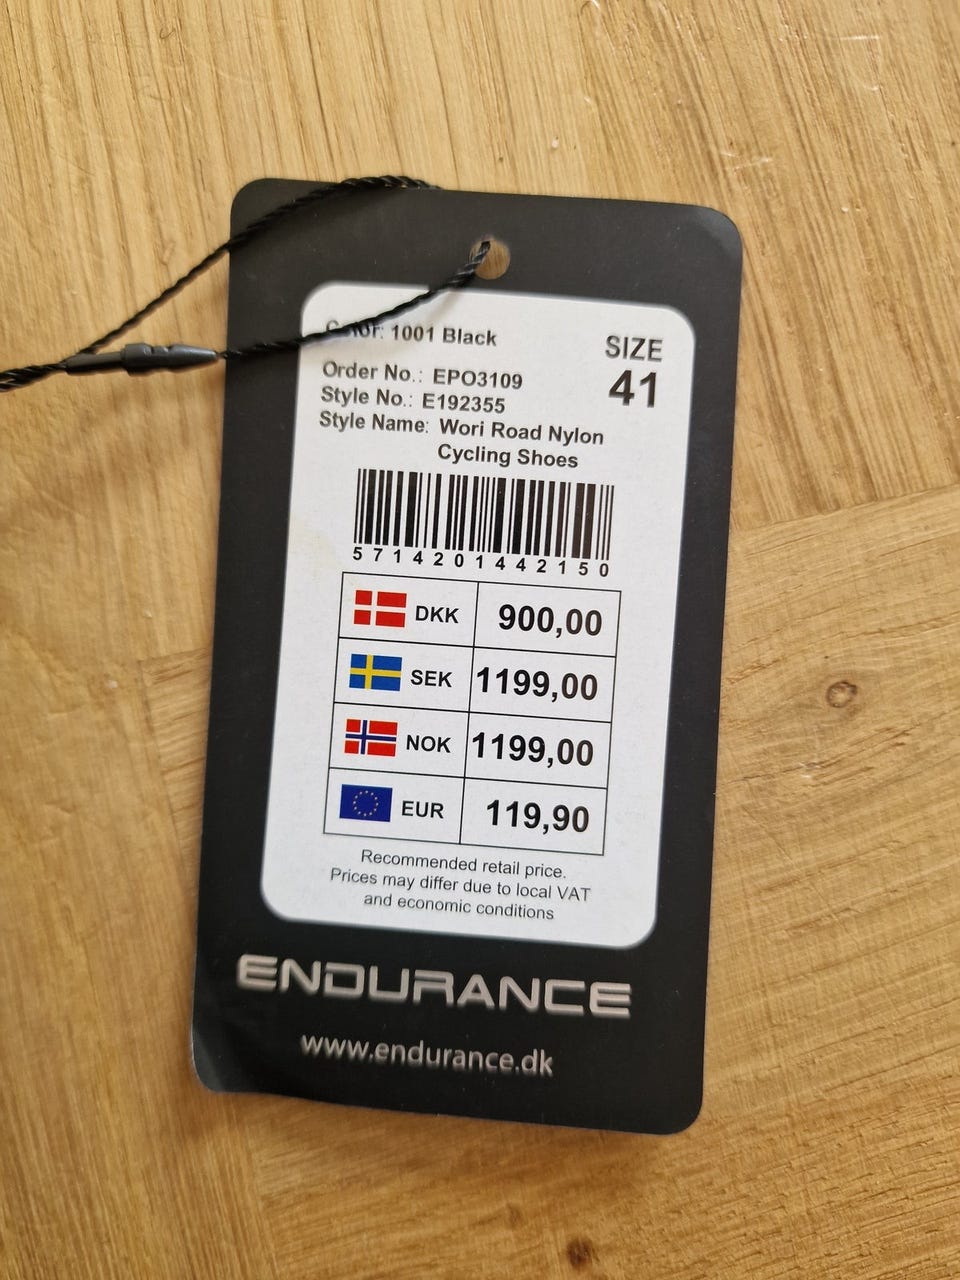 Color: 1001 Black
SIZE
41
Order No.: EPO3109
Style No.: E192355
Style Name: Wori Road Nylon
Cycling Shoes
5714201442150
DKK 900,00
SEK 1199,00
NOK 1199,00
EUR 119,90
Recommended retail price.
Prices may differ due to local VAT
and economic conditions
ENDURANCE
www.endurance.dk